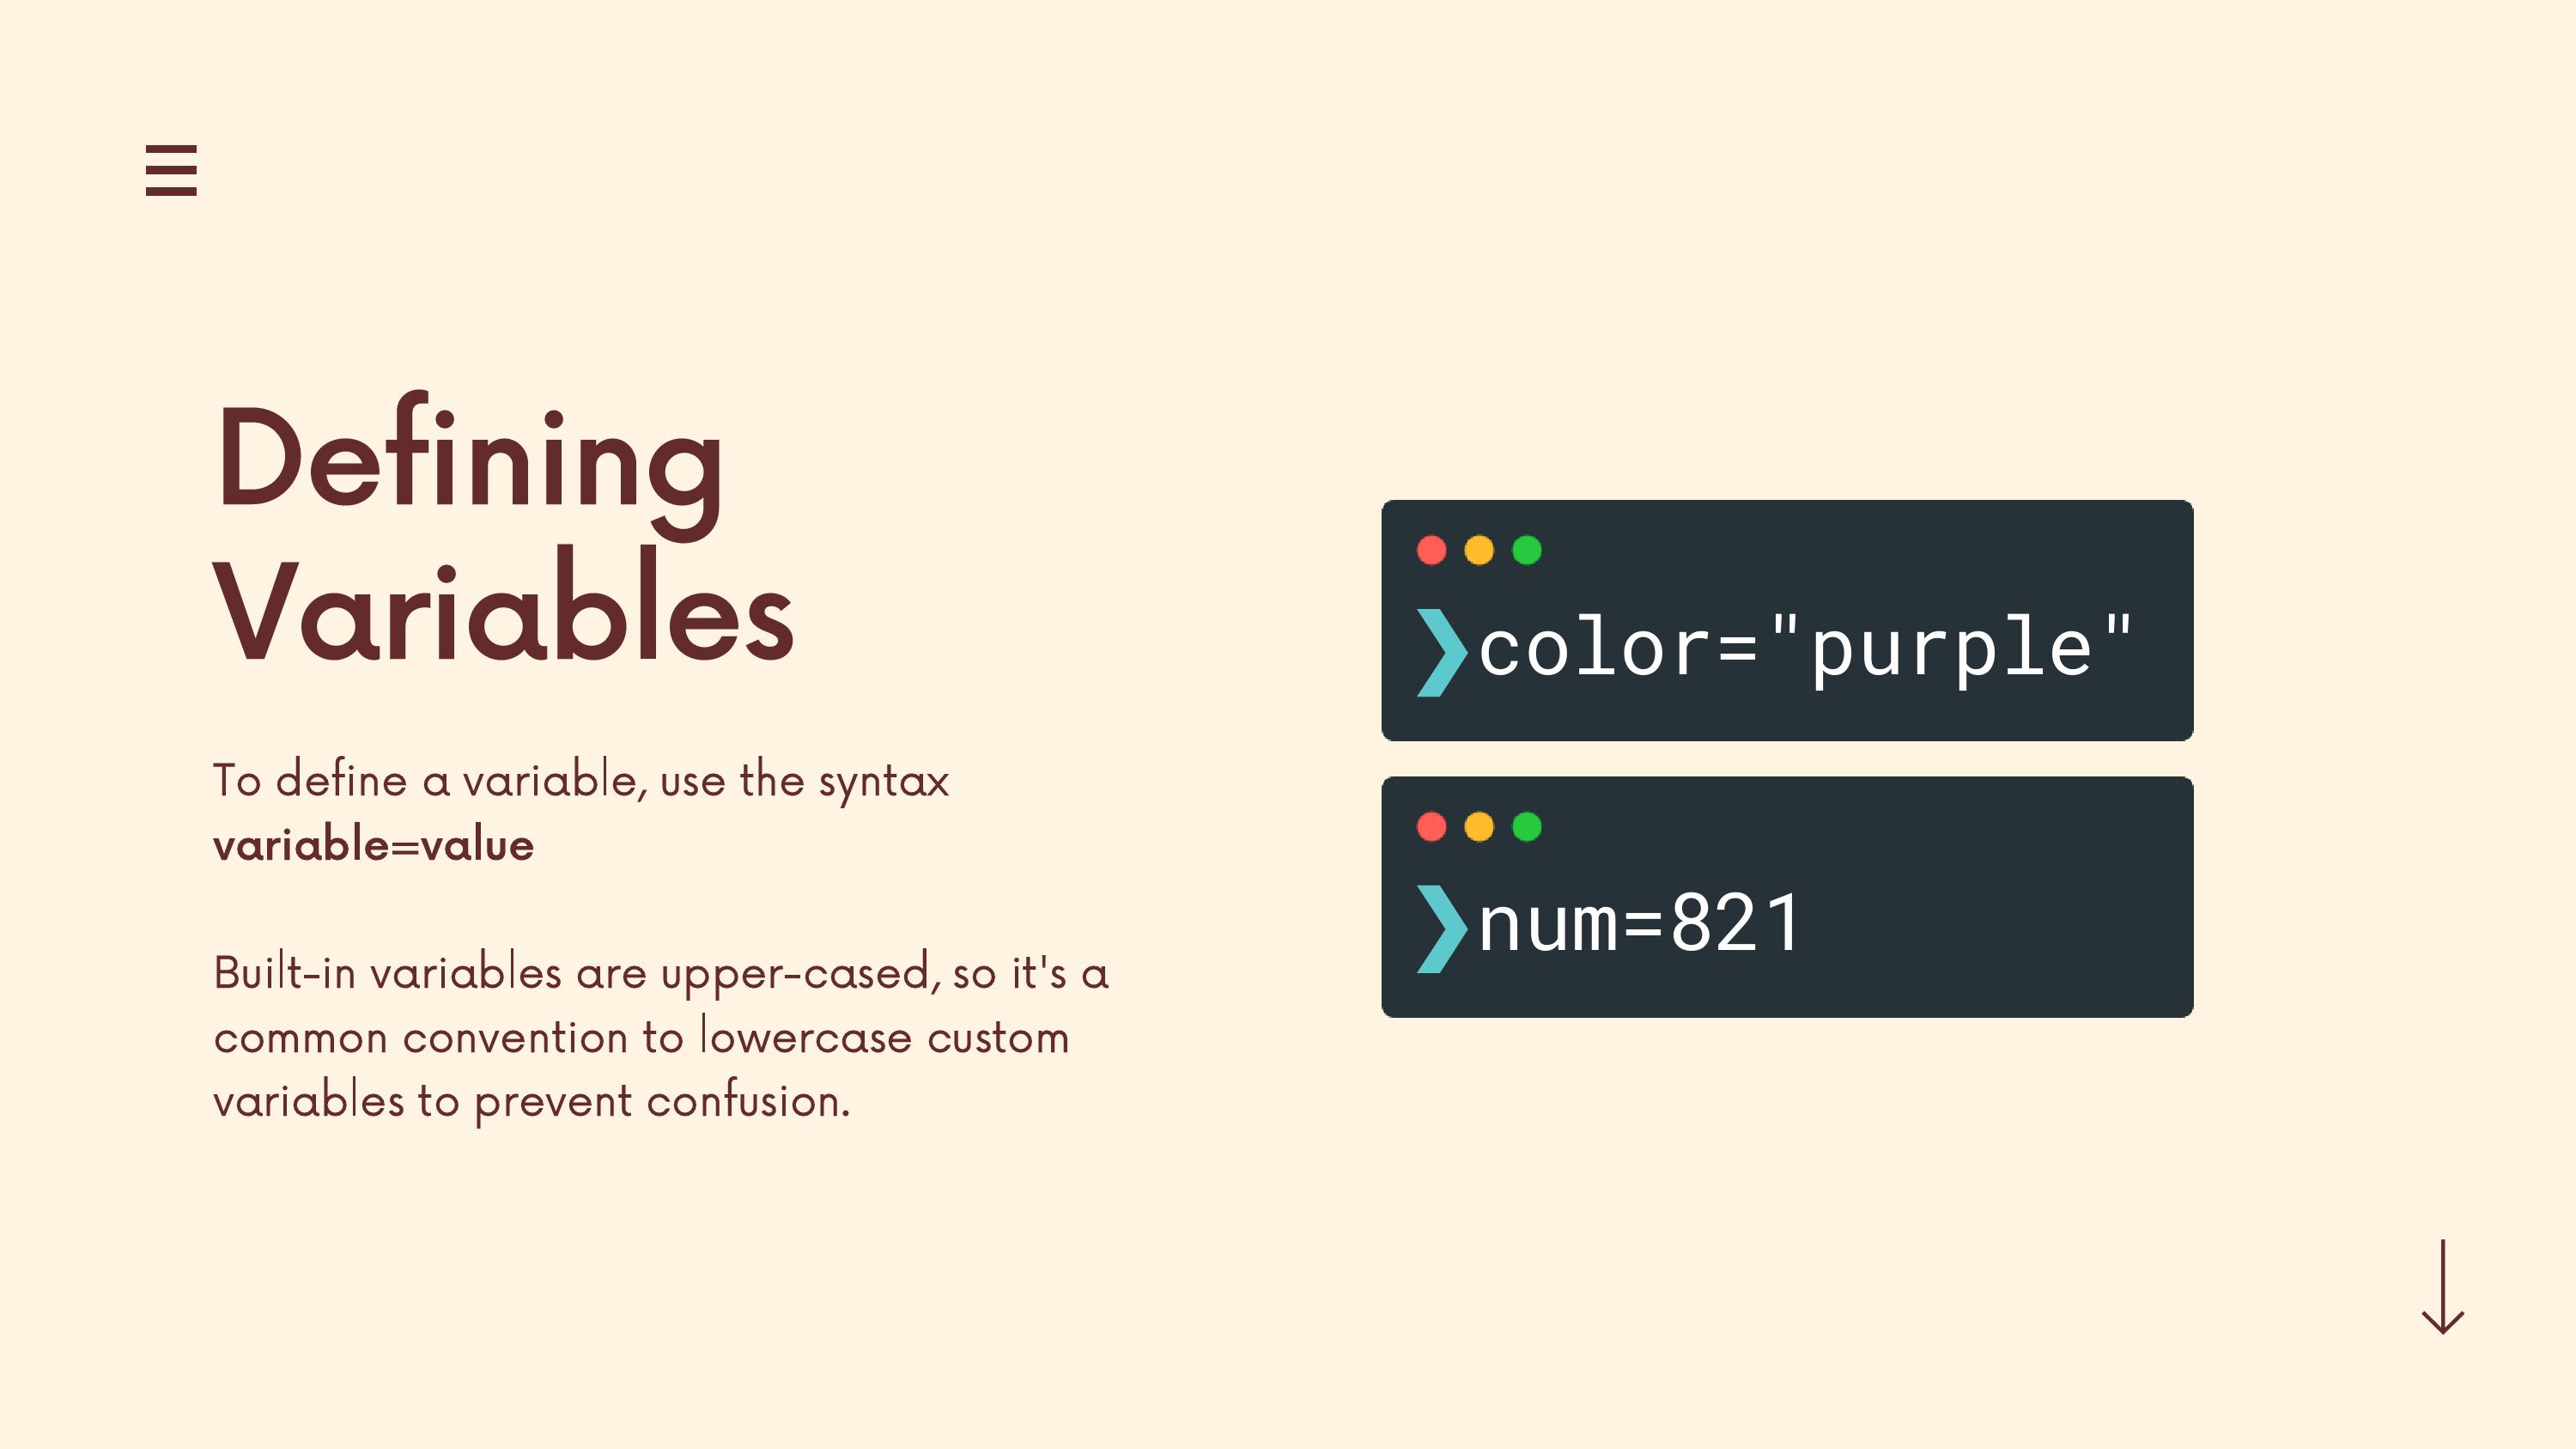 Defining
Variables
To define a variable, use the syntax
variable=value
Built-in variables are upper-cased, so it's a
common convention to lowercase custom
variables to prevent confusion.
❯color="purple"
❯num=821